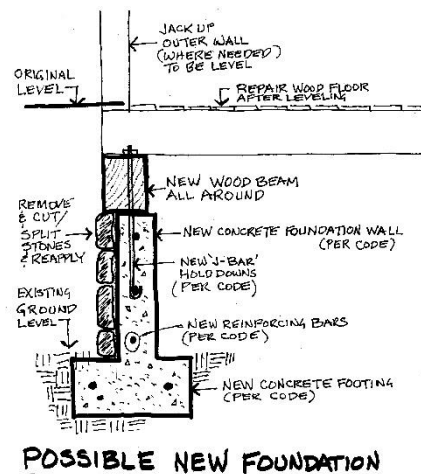 JACK UP
OUTER WALL
(WHERE NEEDED)
TO BE LEVEL
ORIGINAL
LEVEL
REPAIR WOOD FLOOR
AFTER LEVELING
NEW WOOD BEAM
ALL AROUND
REMOVE
& CUT/
SPLIT
STONES
& REAPPLY
NEW CONCRETE FOUNDATION WALL
(PER CODE)
NEW 'J-BAR'
HOLD DOWNS
(PER CODE)
EXISTING
GROUND
LEVEL
NEW REINFORCING BARS
(PER CODE)
NEW CONCRETE FOOTING
(PER CODE)
POSSIBLE NEW FOUNDATION